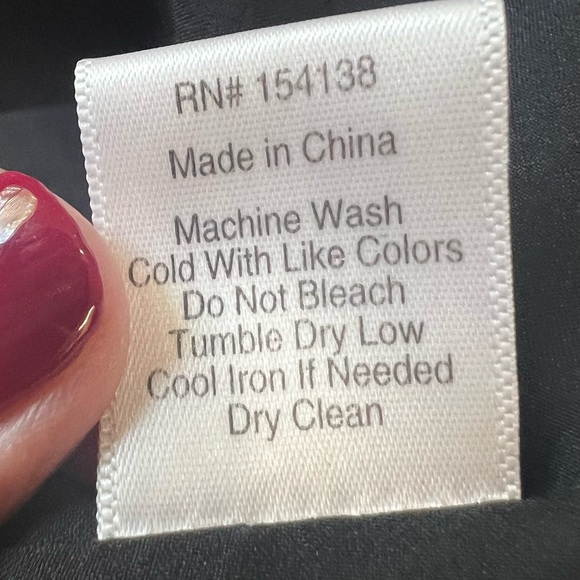 RN# 154138
Made in China
Machine Wash
Cold With Like Colors
Do Not Bleach
Tumble Dry Low
Cool Iron If Needed
Dry Clean